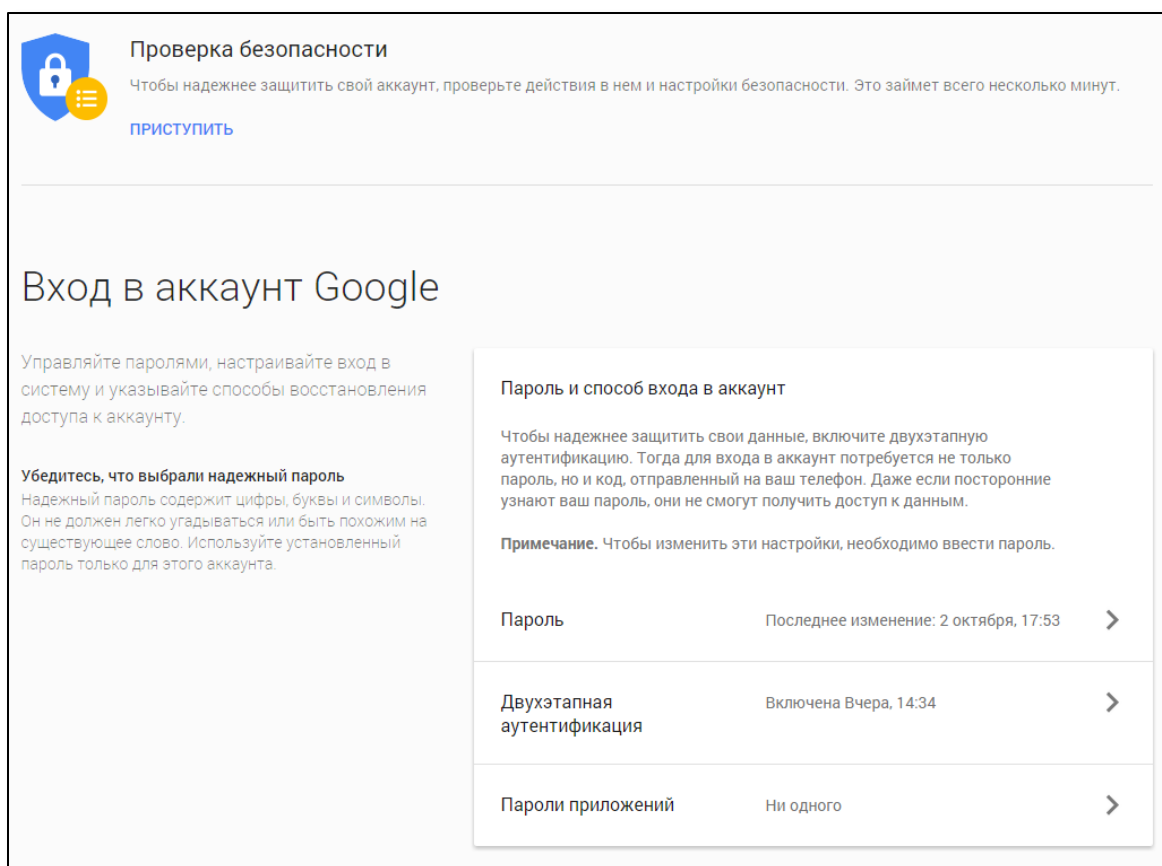 Проверка безопасности
Чтобы надежнее защитить свой аккаунт, проверьте действия в нем и настройки безопасности. Это займет всего несколько минут.
ПРИСТУПИТЬ
Вход в аккаунт Google
Управляйте паролями, настраивайте вход в
систему и указывайте способы восстановления
доступа к аккаунту.
Убедитесь, что выбрали надежный пароль
Надежный пароль содержит цифры, буквы и символы.
Он не должен легко угадываться или быть похожим на
существующее слово. Используйте установленный
пароль только для этого аккаунта.
Пароль и способ входа в аккаунт
Чтобы надежнее защитить свои данные, включите двухэтапную
аутентификацию. Тогда для входа в аккаунт потребуется не только
пароль, но и код, отправленный на ваш телефон. Даже если посторонние
узнают ваш пароль, они не смогут получить доступ к данным.
Примечание. Чтобы изменить эти настройки, необходимо ввести пароль.
Пароль Последнее изменение: 2 октября, 17:53
Двухэтапная Включена Вчера, 14:34
аутентификация
Пароли приложений Ни одного